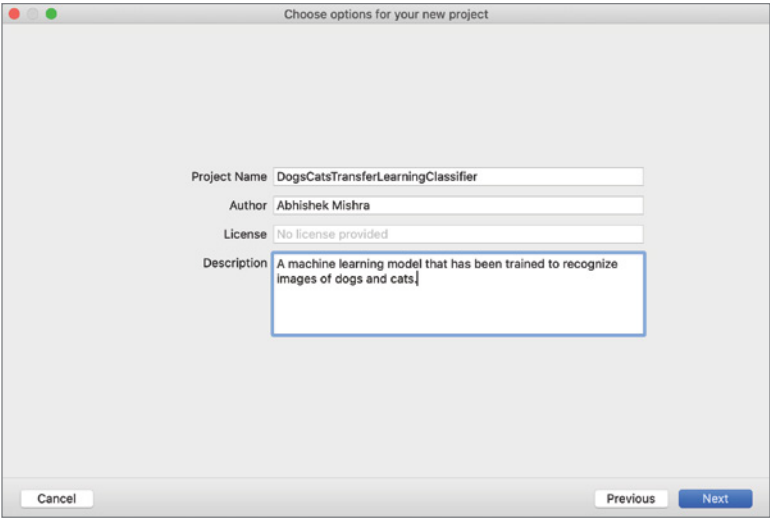 Choose options for your new project
Project Name DogsCatsTransferLearningClassifier
Author Abhishek Mishra
License No license provided
Description A machine learning model that has been trained to recognize
images of dogs and cats.
Cancel Previous Next